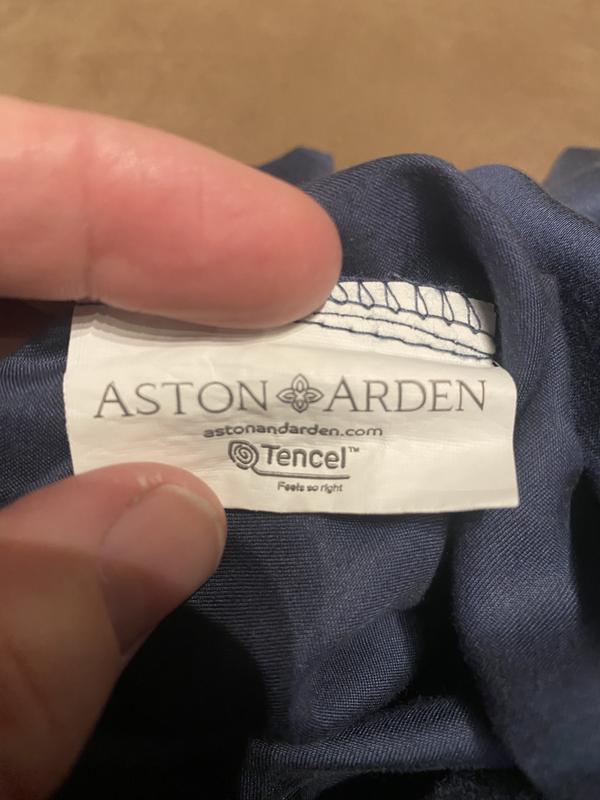 ASTON ARDEN
astonandarden.com
Tencel™
Feels so right